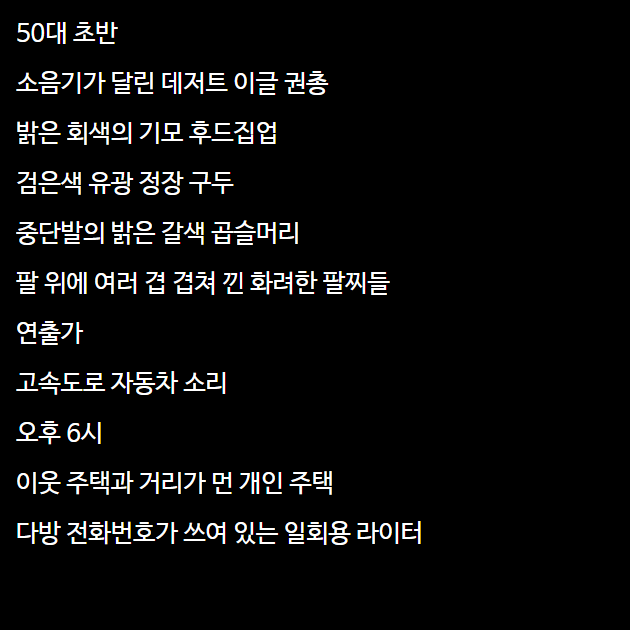 50대 초반
소음기가 달린 데저트 이글 권총
밝은 회색의 기모 후드집업
검은색 유광 정장 구두
중단발의 밝은 갈색 곱슬머리
팔 위에 여러 겹 겹쳐 낀 화려한 팔찌들
연출가
고속도로 자동차 소리
오후 6시
이웃 주택과 거리가 먼 개인 주택
다방 전화번호가 쓰여 있는 일회용 라이터